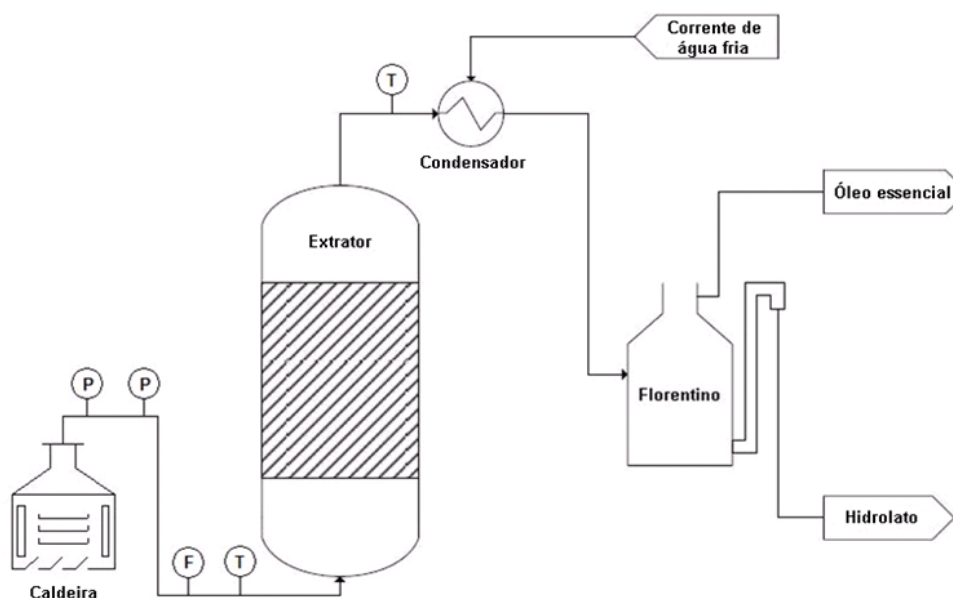 Corrente de
água fria
T
Condensador
Óleo essencial
Extrator
P
P
Florentino
Hidrolato
F
T
Caldeira